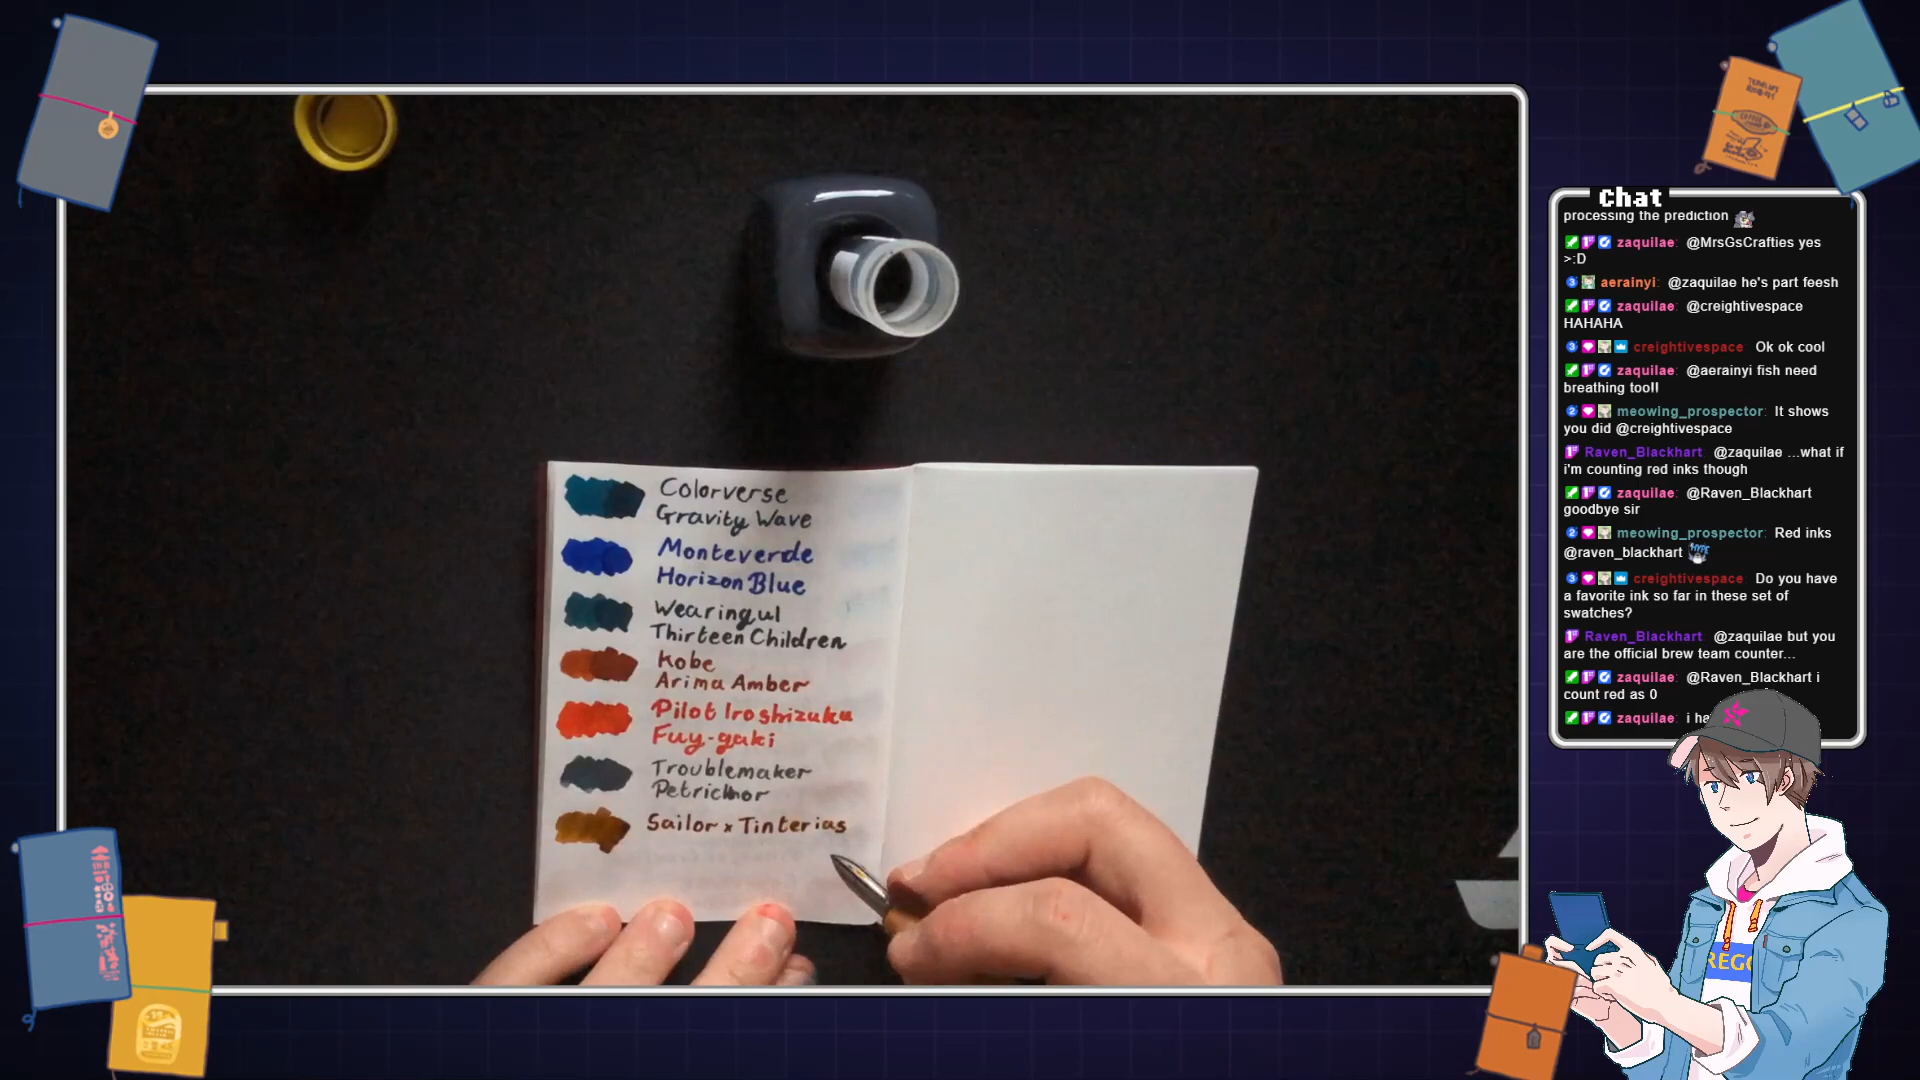 Colorverse
Gravity Wave
Monteverde
Horizon Blue
Wearingul
Thirteen Children
Kobe
Arima Amber
Pilot Iroshizuku
Fuy-gaki
Troublemaker
Petrichor
Sailor x Tinterias
chat
processing the prediction
zaquilae: @MrsGsCrafties yes
>:D
aerainyi: @zaquilae he's part feesh
zaquilae: @creightivespace
HAHAHA
creightivespace Ok ok cool
zaquilae: @aerainyi fish need
breathing too!!
meowing_prospector: It shows
you did @creightivespace
Raven_Blackhart @zaquilae ...what if
i'm counting red inks though
zaquilae: @Raven_Blackhart
goodbye sir
meowing_prospector: Red inks
@raven_blackhart
creightivespace Do you have
a favorite ink so far in these set of
swatches?
Raven_Blackhart @zaquilae but you
are the official brew team counter...
zaquilae: @Raven_Blackhart i
count red as 0
zaquilae: i ha
REGO